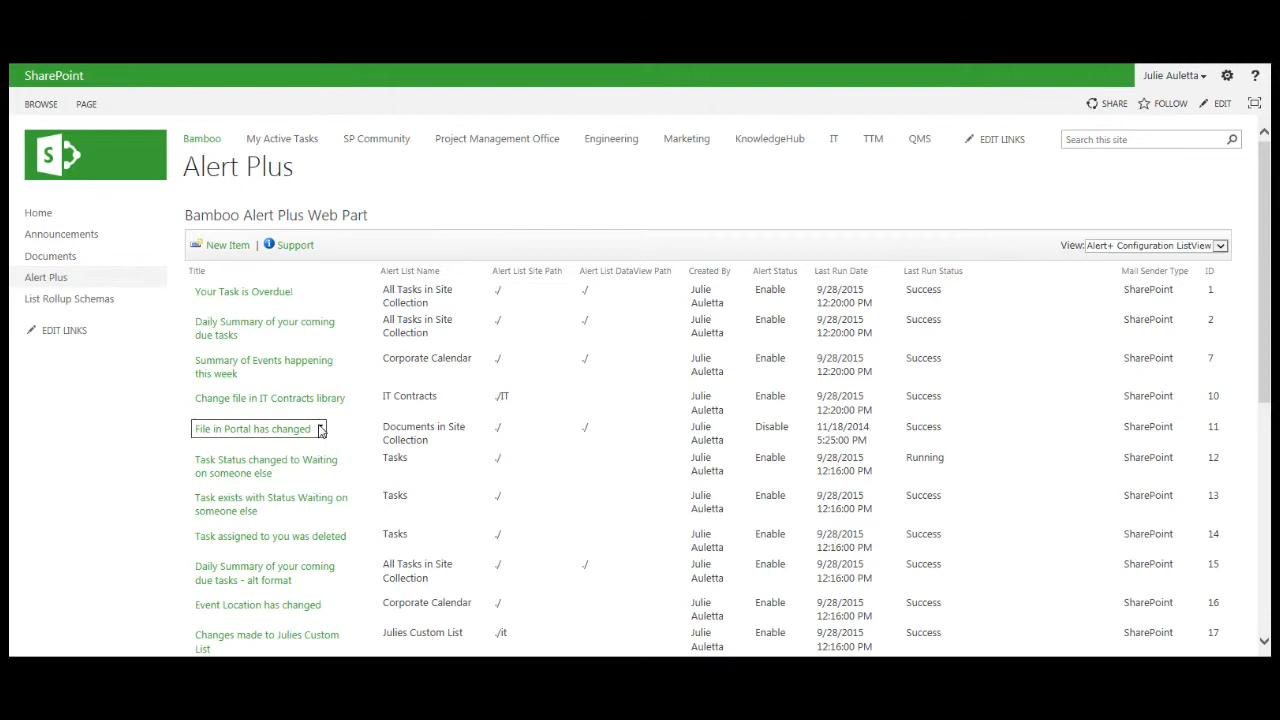 SharePoint
Julie Auletta
?
BROWSE PAGE
SHARE FOLLOW EDIT
S
Bamboo My Active Tasks SP Community Project Management Office Engineering Marketing KnowledgeHub IT TTM QMS EDIT LINKS
Search this site
Alert Plus
Home
Announcements
Documents
Alert Plus
List Rollup Schemas
EDIT LINKS
Bamboo Alert Plus Web Part
New Item | Support
View: Alert+ Configuration ListView
Title Alert List Name Alert List Site Path Alert List DataView Path Created By Alert Status Last Run Date Last Run Status Mail Sender Type ID
Your Task is Overdue! All Tasks in Site ./ ./ Julie Enable 9/28/2015 Success SharePoint 1
Collection Auletta 12:20:00 PM
Daily Summary of your coming All Tasks in Site ./ ./ Julie Enable 9/28/2015 Success SharePoint 2
due tasks Collection Auletta 12:20:00 PM
Summary of Events happening Corporate Calendar ./ ./ Julie Enable 9/28/2015 Success SharePoint 7
this week Auletta 12:20:00 PM
Change file in IT Contracts library IT Contracts ./IT Julie Enable 9/28/2015 Success SharePoint 10
Auletta 12:20:00 PM
File in Portal has changed Documents in Site ./ ./ Julie Disable 11/18/2014 SharePoint 11
Collection Auletta 5:25:00 PM
Task Status changed to Waiting Tasks ./ Julie Enable 9/28/2015 Running SharePoint 12
on someone else Auletta 12:16:00 PM
Task exists with Status Waiting on Tasks ./ Julie Enable 9/28/2015 Success SharePoint 13
someone else Auletta 12:16:00 PM
Task assigned to you was deleted Tasks ./ Julie Enable 9/28/2015 Success SharePoint 14
Auletta 12:16:00 PM
Daily Summary of your coming All Tasks in Site ./ ./ Julie Enable 9/28/2015 Success SharePoint 15
due tasks - alt format Collection Auletta 12:16:00 PM
Event Location has changed Corporate Calendar ./ Julie Enable 9/28/2015 Success SharePoint 16
Auletta 12:16:00 PM
Changes made to Julies Custom Julies Custom List ./it Julie Enable 9/28/2015 Success SharePoint 17
List Auletta 12:16:00 PM